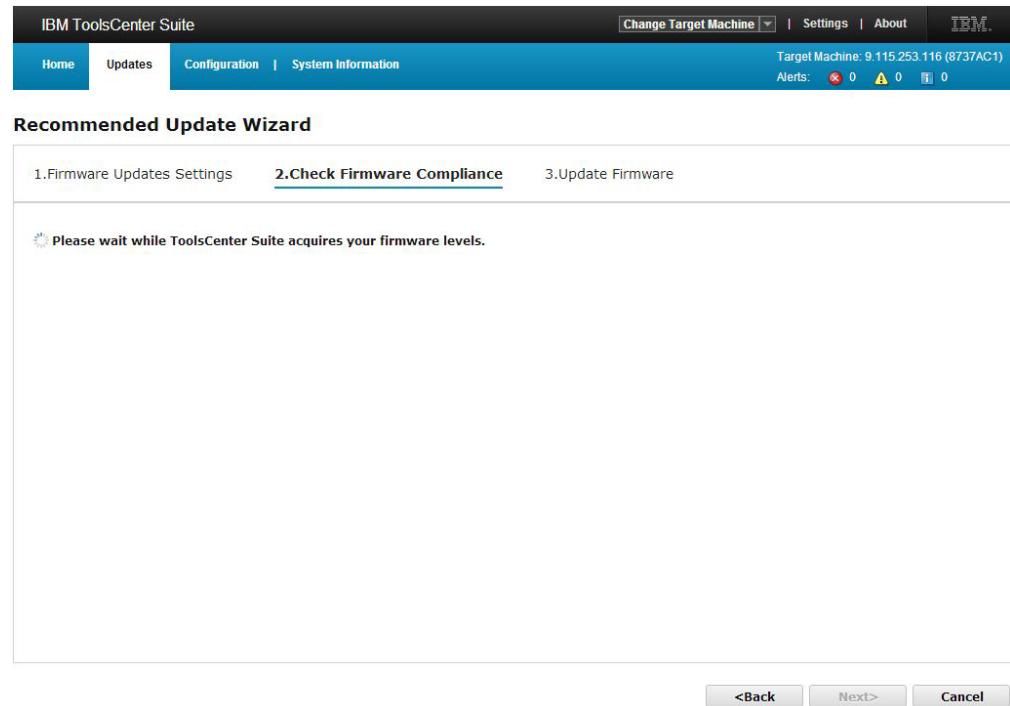 IBM ToolsCenter Suite
Change Target Machine | Settings | About IBM.
Home Updates Configuration | System Information
Target Machine: 9.115.253.116 (8737AC1)
Alerts: 0 0 0
Recommended Update Wizard
1.Firmware Updates Settings 2.Check Firmware Compliance 3.Update Firmware
Please wait while ToolsCenter Suite acquires your firmware levels.
<Back Next> Cancel